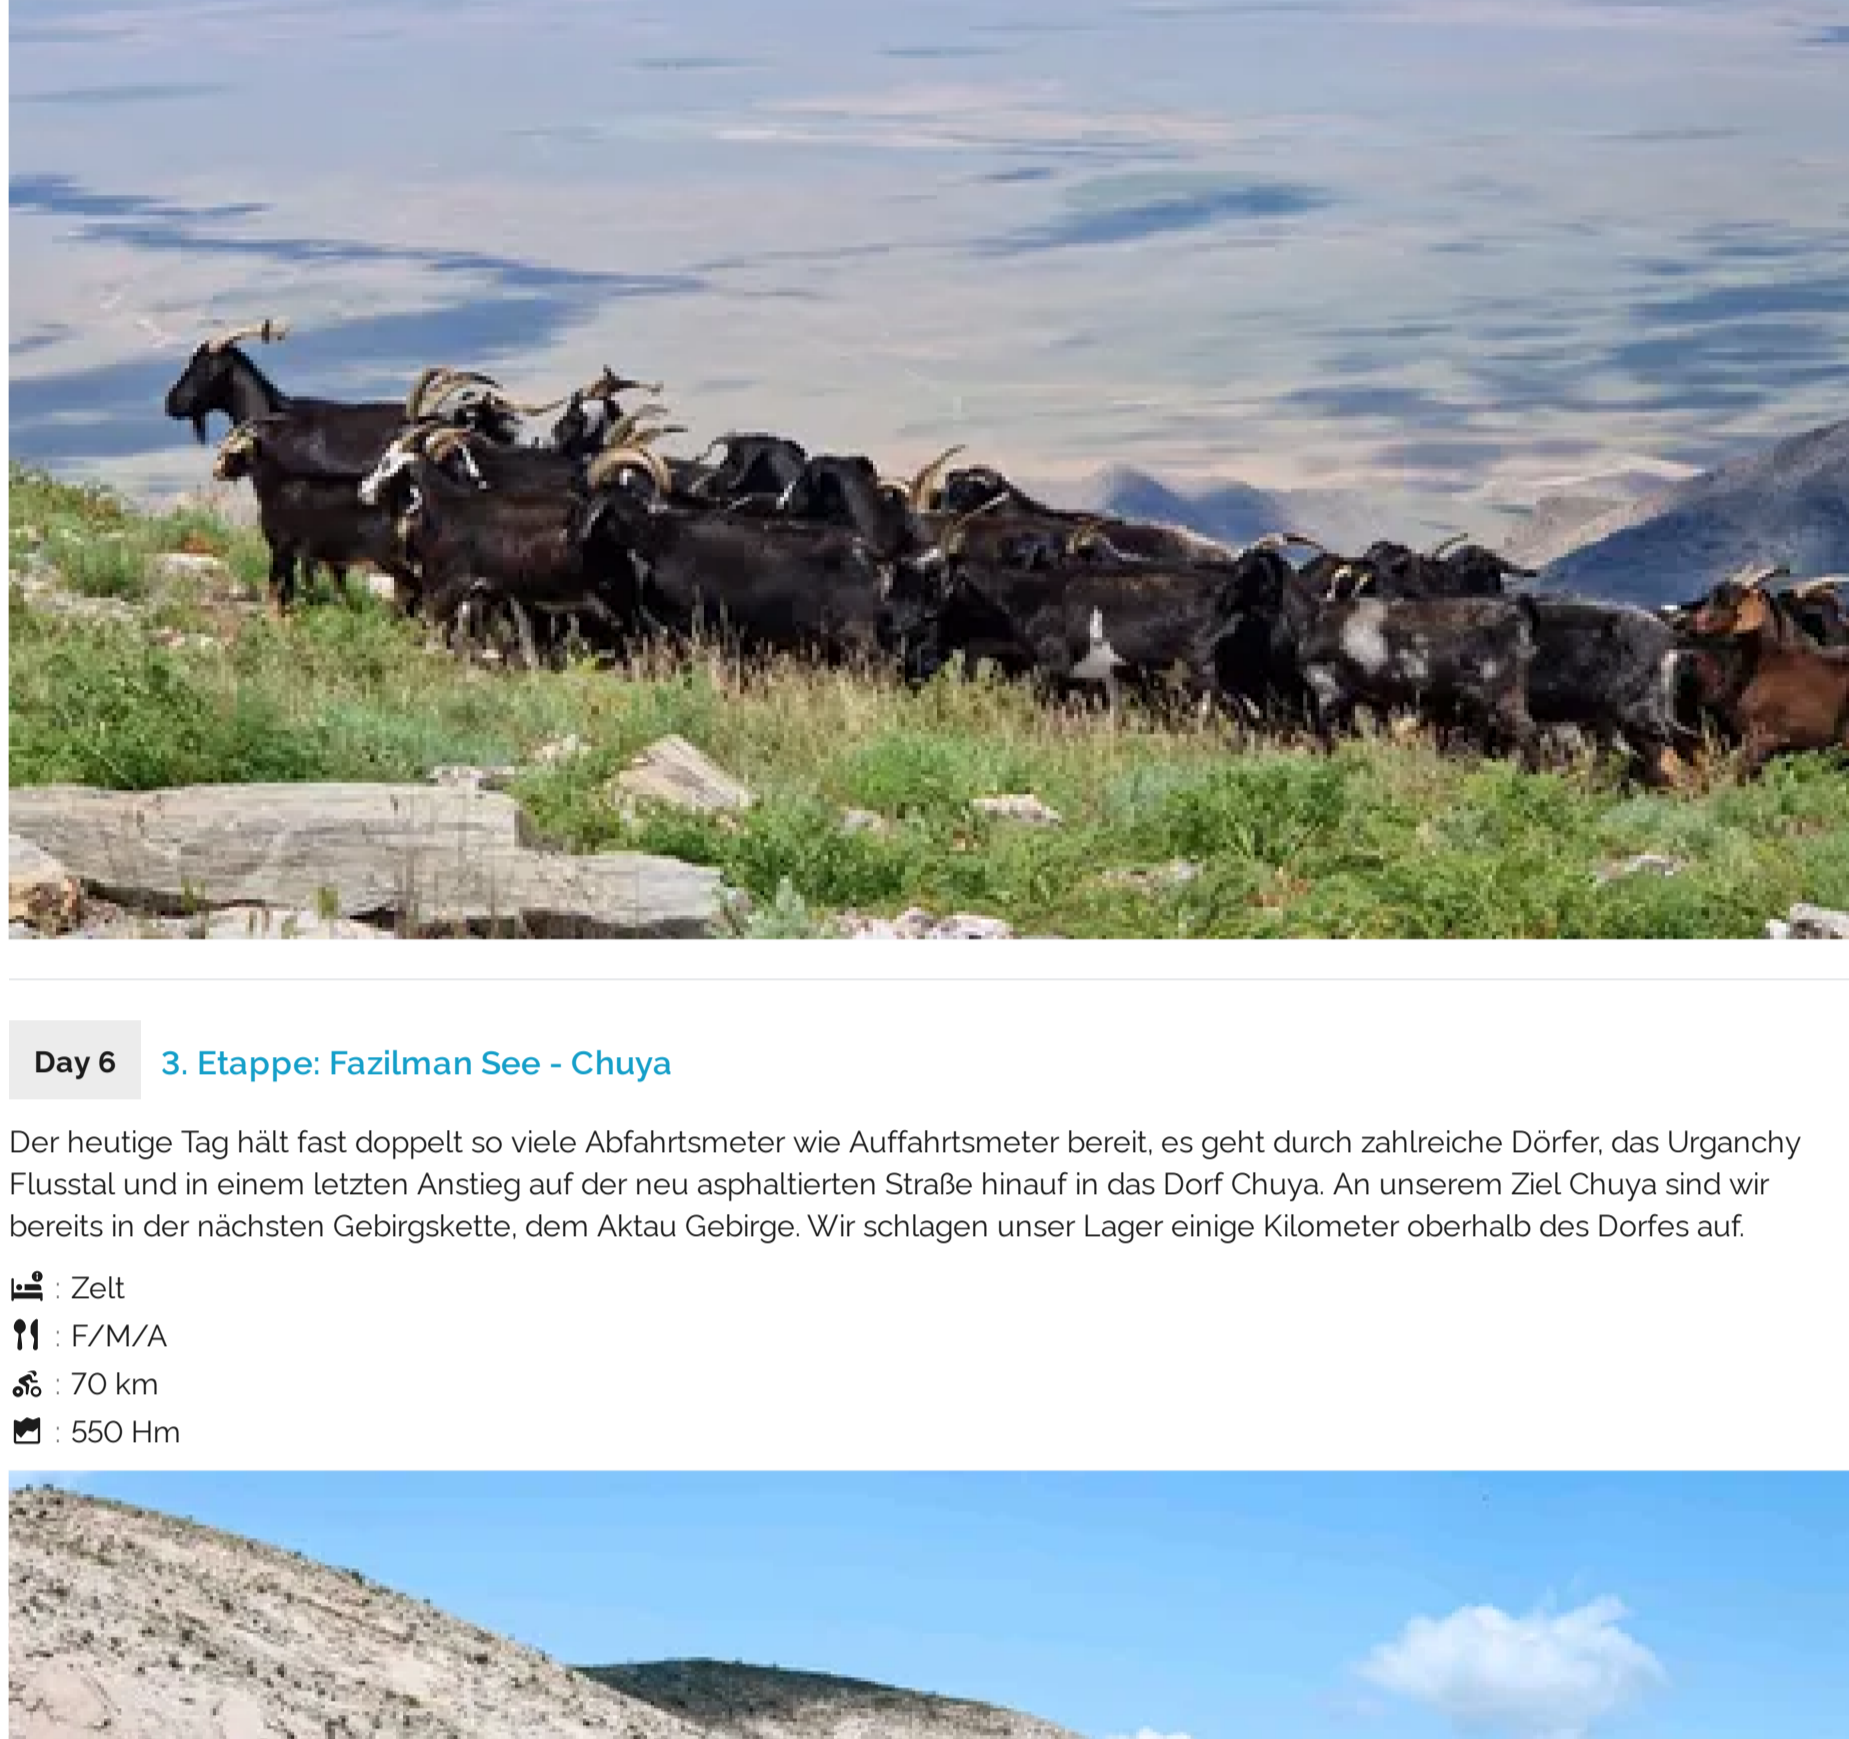 Day 6
3. Etappe: Fazilman See - Chuya
Der heutige Tag hält fast doppelt so viele Abfahrtsmeter wie Auffahrtsmeter bereit, es geht durch zahlreiche Dörfer, das Urganchy
Flusstal und in einem letzten Anstieg auf der neu asphaltierten Straße hinauf in das Dorf Chuya. An unserem Ziel Chuya sind wir
bereits in der nächsten Gebirgskette, dem Aktau Gebirge. Wir schlagen unser Lager einige Kilometer oberhalb des Dorfes auf.
: Zelt
: F/M/A
: 70 km
: 550 Hm